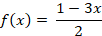 f(x) = (1 − 3x)/2